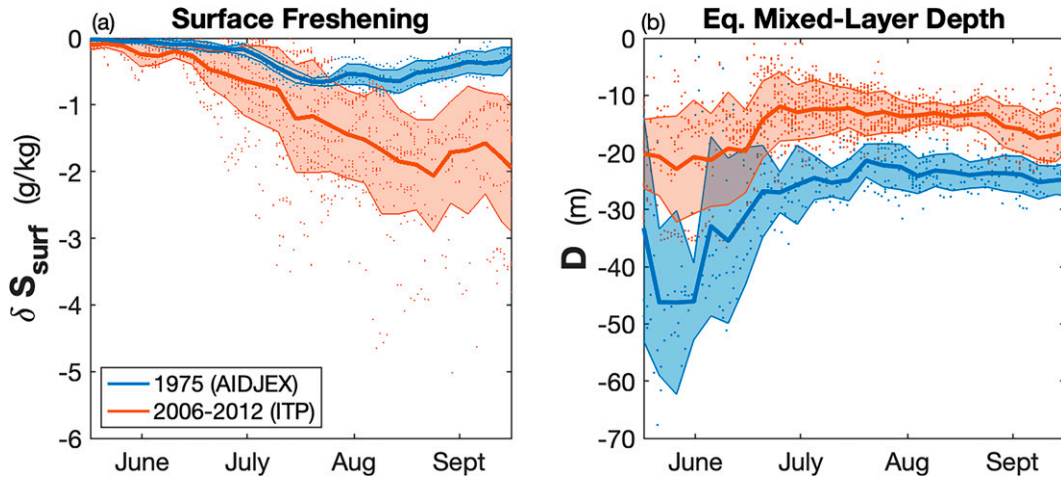 (a) Surface Freshening
0
-1
-2
-3
-4
-5
-6
δ S_surf (g/kg)
1975 (AIDJEX)
2006-2012 (ITP)
June July Aug Sept
(b) Eq. Mixed-Layer Depth
0
-10
-20
-30
-40
-50
-60
-70
D (m)
June July Aug Sept